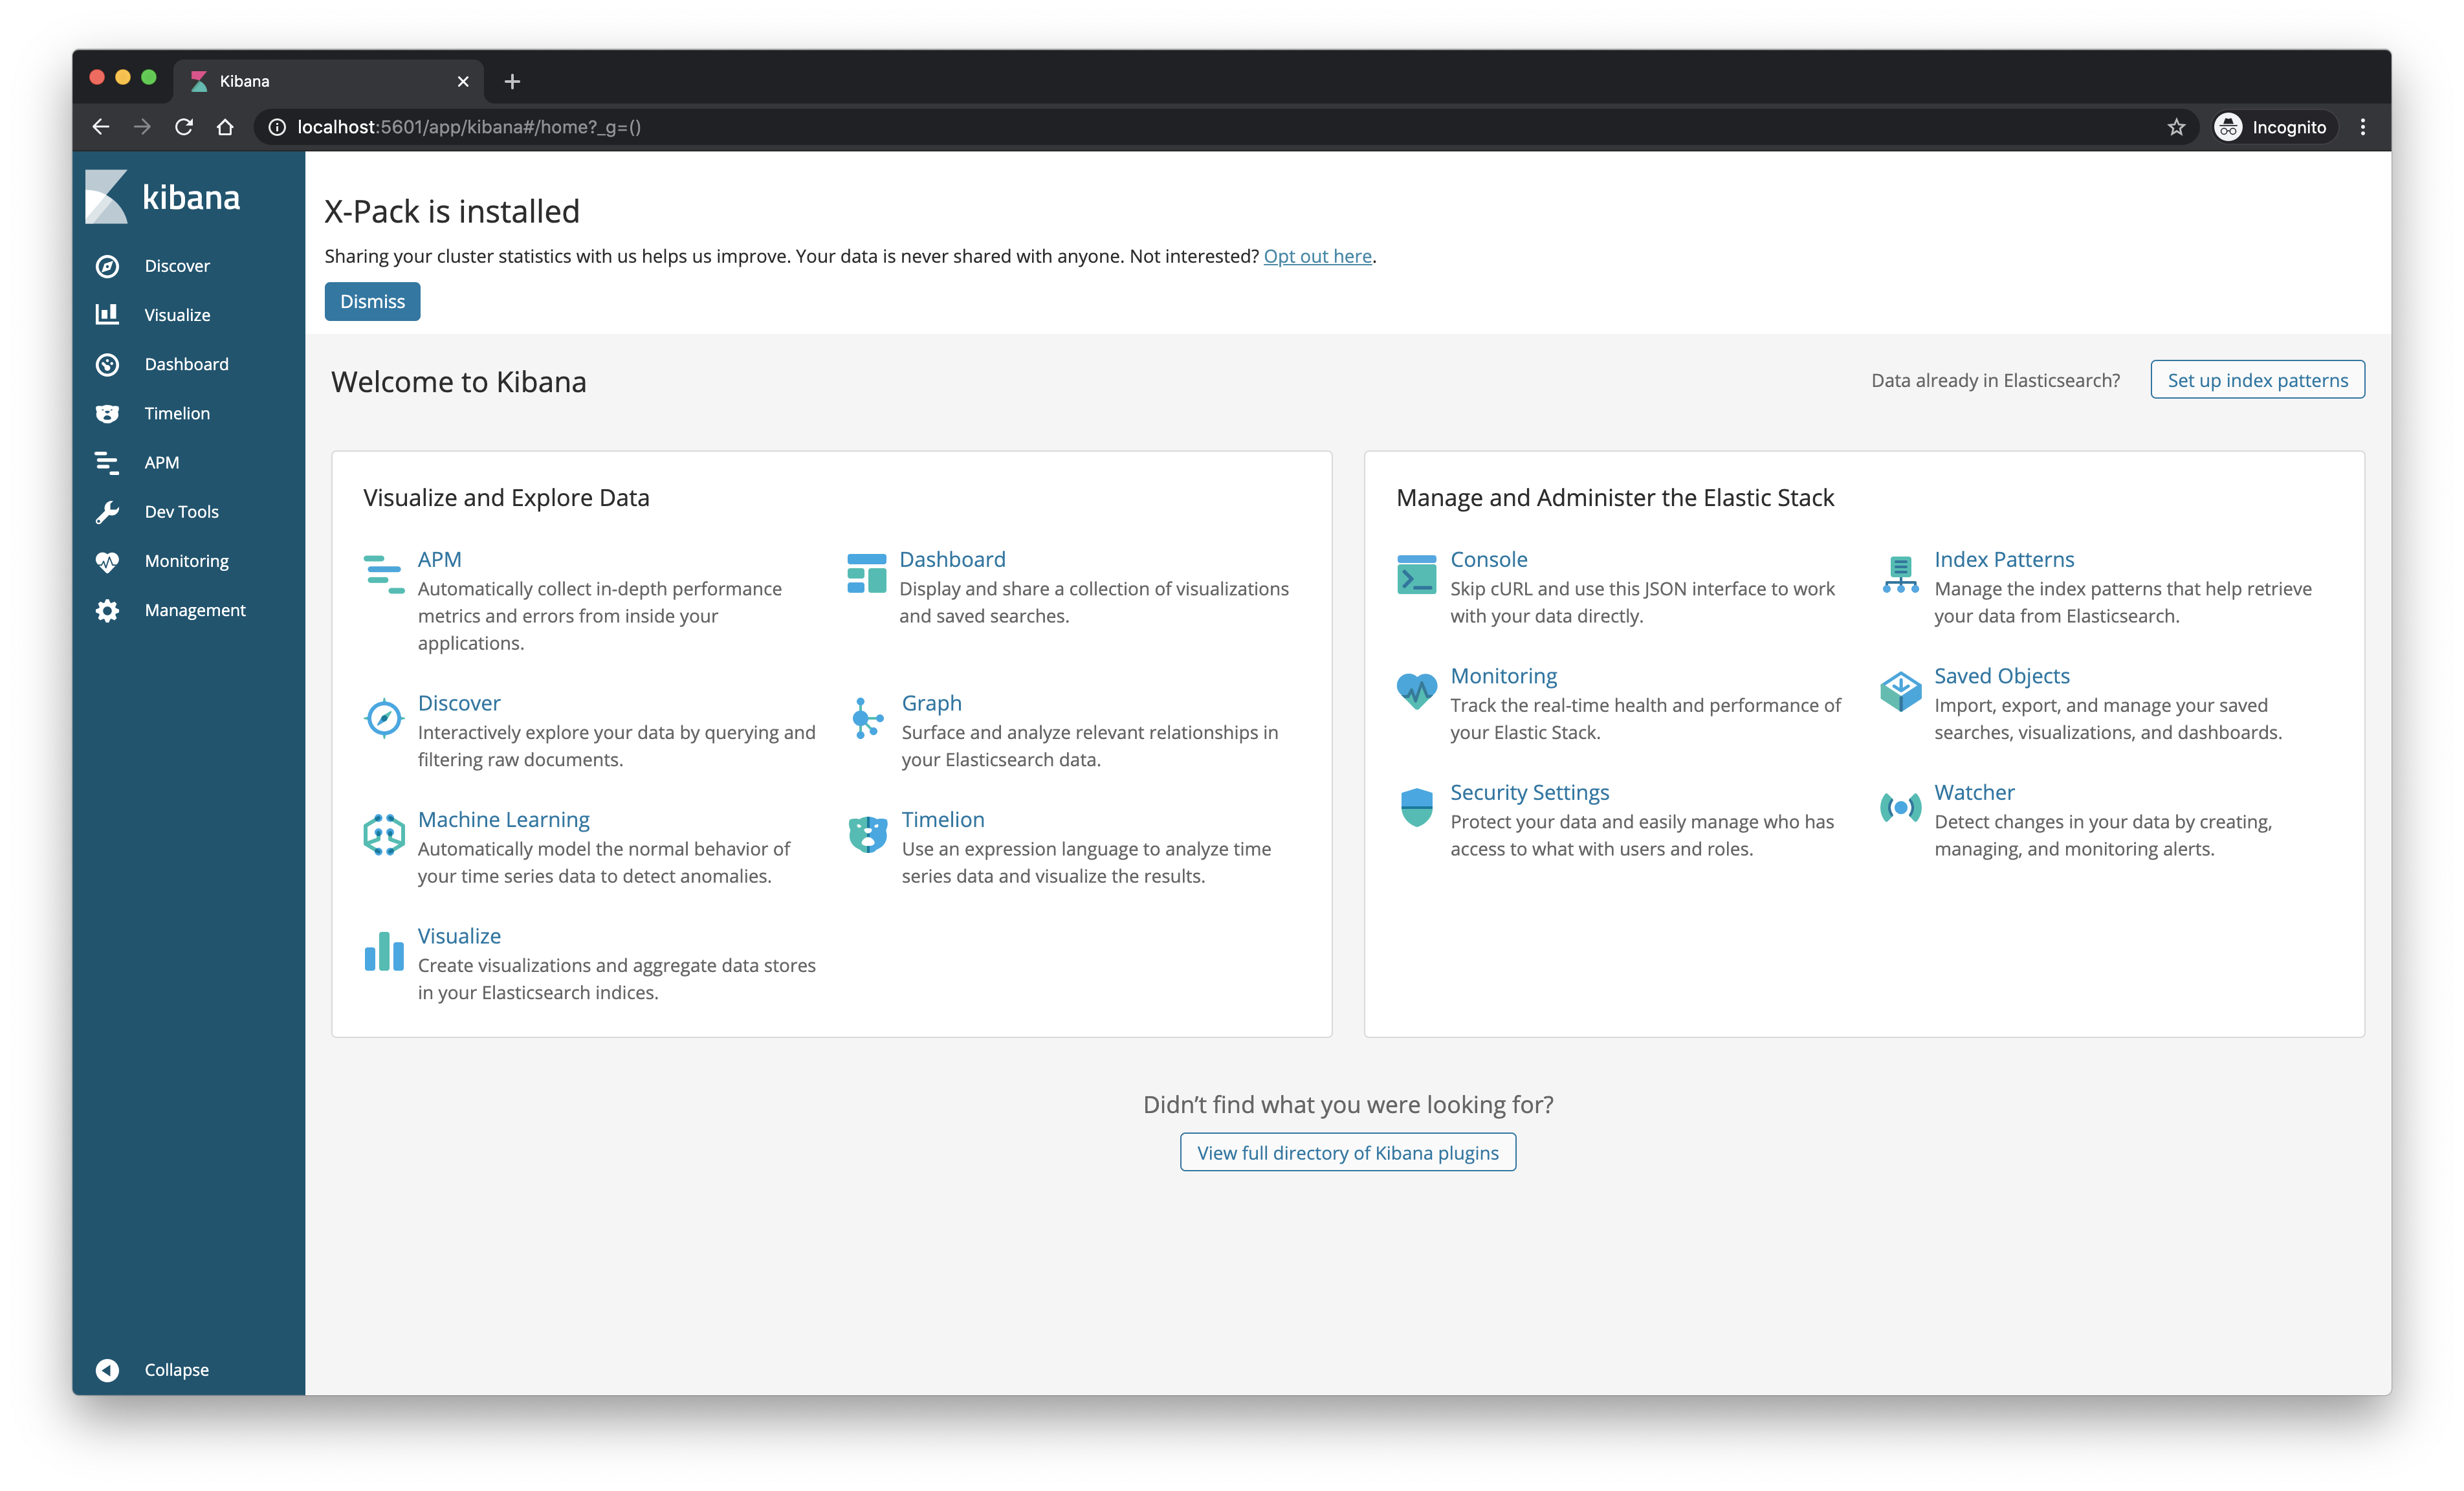 Kibana
localhost:5601/app/kibana#/home?_g=()
Incognito
kibana
Discover
Visualize
Dashboard
Timelion
APM
Dev Tools
Monitoring
Management
Collapse
X-Pack is installed
Sharing your cluster statistics with us helps us improve. Your data is never shared with anyone. Not interested? Opt out here.
Dismiss
Welcome to Kibana
Data already in Elasticsearch?
Set up index patterns
Visualize and Explore Data
APM
Automatically collect in-depth performance
metrics and errors from inside your
applications.
Dashboard
Display and share a collection of visualizations
and saved searches.
Discover
Interactively explore your data by querying and
filtering raw documents.
Graph
Surface and analyze relevant relationships in
your Elasticsearch data.
Machine Learning
Automatically model the normal behavior of
your time series data to detect anomalies.
Timelion
Use an expression language to analyze time
series data and visualize the results.
Visualize
Create visualizations and aggregate data stores
in your Elasticsearch indices.
Manage and Administer the Elastic Stack
Console
Skip cURL and use this JSON interface to work
with your data directly.
Index Patterns
Manage the index patterns that help retrieve
your data from Elasticsearch.
Monitoring
Track the real-time health and performance of
your Elastic Stack.
Saved Objects
Import, export, and manage your saved
searches, visualizations, and dashboards.
Security Settings
Protect your data and easily manage who has
access to what with users and roles.
Watcher
Detect changes in your data by creating,
managing, and monitoring alerts.
Didn’t find what you were looking for?
View full directory of Kibana plugins